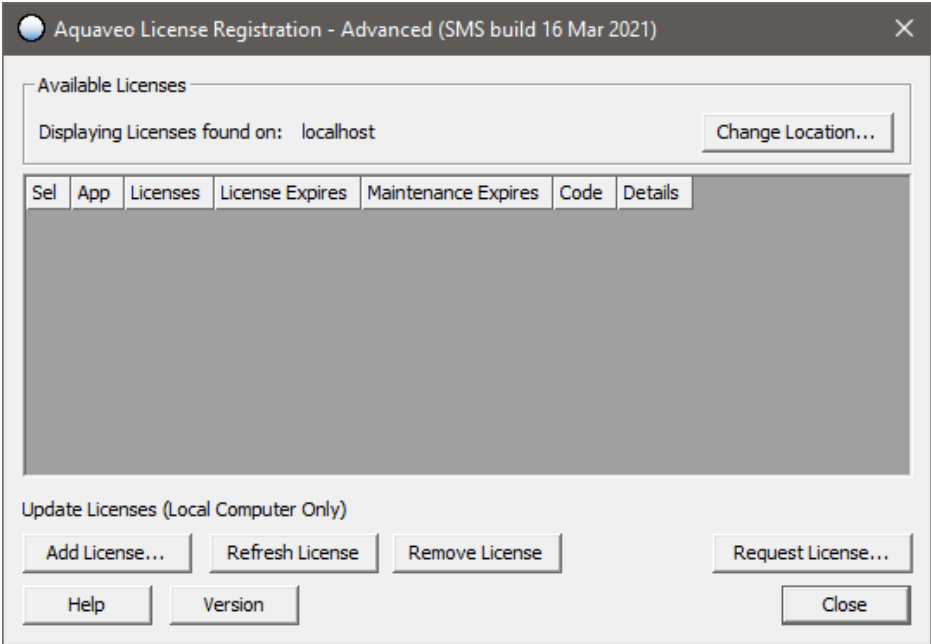 Aquaveo License Registration - Advanced (SMS build 16 Mar 2021)
Available Licenses
Displaying Licenses found on: localhost
Change Location...
Sel App Licenses License Expires Maintenance Expires Code Details
Update Licenses (Local Computer Only)
Add License... Refresh License Remove License Request License...
Help Version Close